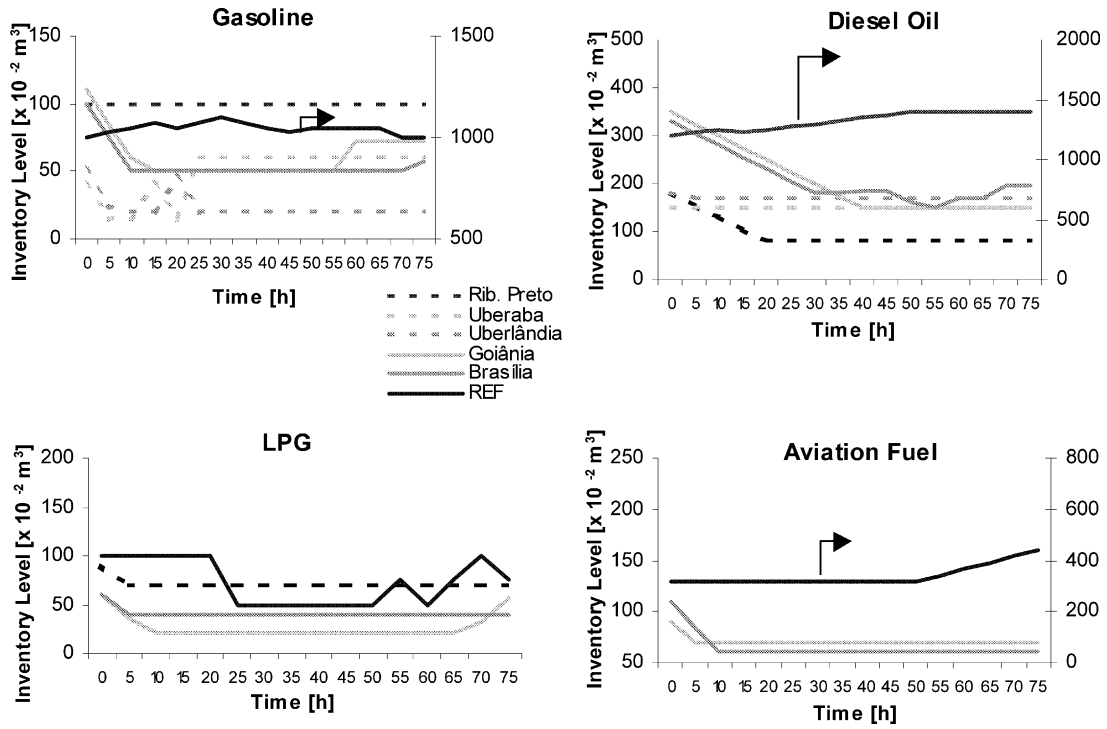 Gasoline
Inventory Level [x 10 -2 m3]
150
100
50
0
1500
1000
500
0 5 10 15 20 25 30 35 40 45 50 55 60 65 70 75
Time [h]
Diesel Oil
Inventory Level [x 10 -2 m3]
500
400
300
200
100
0
2000
1500
1000
500
0
0 5 10 15 20 25 30 35 40 45 50 55 60 65 70 75
Time [h]
Rib. Preto
Uberaba
Uberlândia
Goiânia
Brasília
REF
LPG
Inventory Level [x 10 -2 m3]
200
150
100
50
0
0 5 10 15 20 25 30 35 40 45 50 55 60 65 70 75
Time [h]
Aviation Fuel
Inventory Level [x 10 -2 m3]
250
200
150
100
50
800
600
400
200
0
0 5 10 15 20 25 30 35 40 45 50 55 60 65 70 75
Time [h]